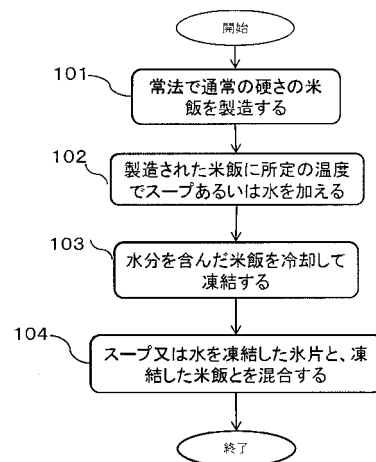 開始
101
常法で通常の硬さの米
飯を製造する
102
製造された米飯に所定の温度
でスープあるいは水を加える
103
水分を含んだ米飯を冷却して
凍結する
104
スープ又は水を凍結した氷片と、凍
結した米飯とを混合する
終了